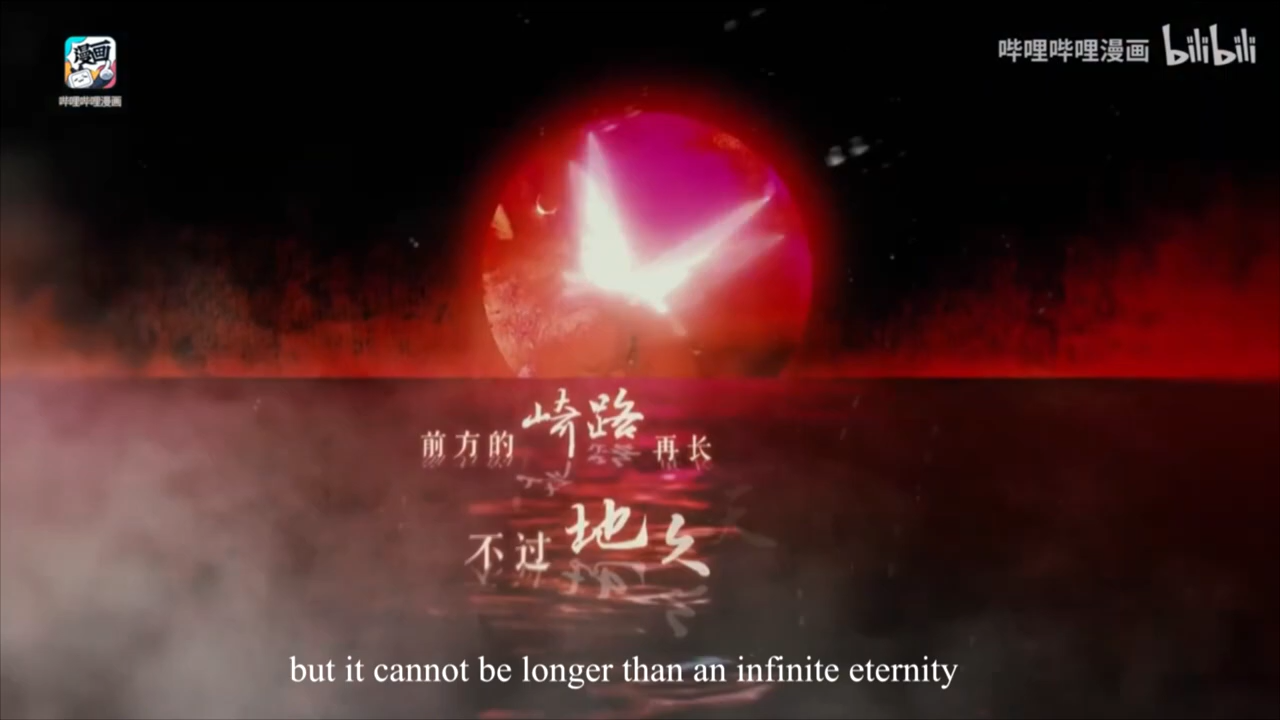 漫画
哔哩哔哩漫画
哔哩哔哩漫画 bilibili
前方的崎路再长
不过地久
but it cannot be longer than an infinite eternity